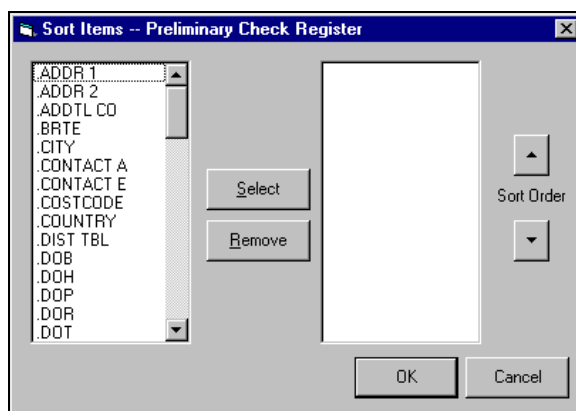 Sort Items -- Preliminary Check Register
.ADDR 1
.ADDR 2
.ADDTL CO
.BRTE
.CITY
.CONTACT A
.CONTACT E
.COSTCODE
.COUNTRY
.DIST TBL
.DOB
.DOH
.DOP
.DOR
.DOT
Select
Remove
Sort Order
OK
Cancel